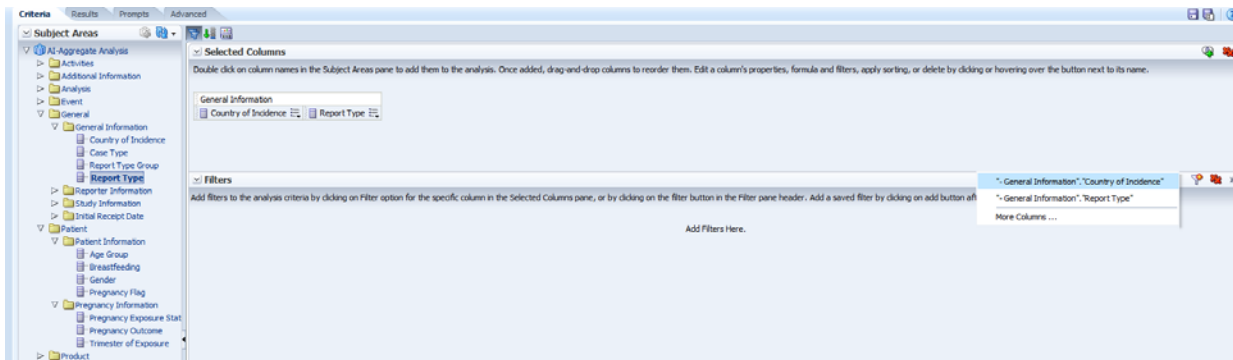 Criteria Results Prompts Advanced
Subject Areas
AI-Aggregate Analysis
Activities
Additional Information
Analysis
Event
General
General Information
Country of Incidence
Case Type
Report Type Group
Report Type
Reporter Information
Study Information
Initial Receipt Date
Patient
Patient Information
Age Group
Breastfeeding
Gender
Pregnancy Flag
Pregnancy Information
Pregnancy Exposure Stat
Pregnancy Outcome
Trimester of Exposure
Product
Selected Columns
Double click on column names in the Subject Areas pane to add them to the analysis. Once added, drag-and-drop columns to reorder them. Edit a column's properties, formula and filters, apply sorting, or delete by clicking or hovering over the button next to its name.
General Information
Country of Incidence Report Type
Filters
Add filters to the analysis criteria by clicking on Filter option for the specific column in the Selected Columns pane, or by clicking on the filter button in the Filter pane header. Add a saved filter by clicking on add button af
Add Filters Here.
"- General Information"."Country of Incidence"
"- General Information"."Report Type"
More Columns ....